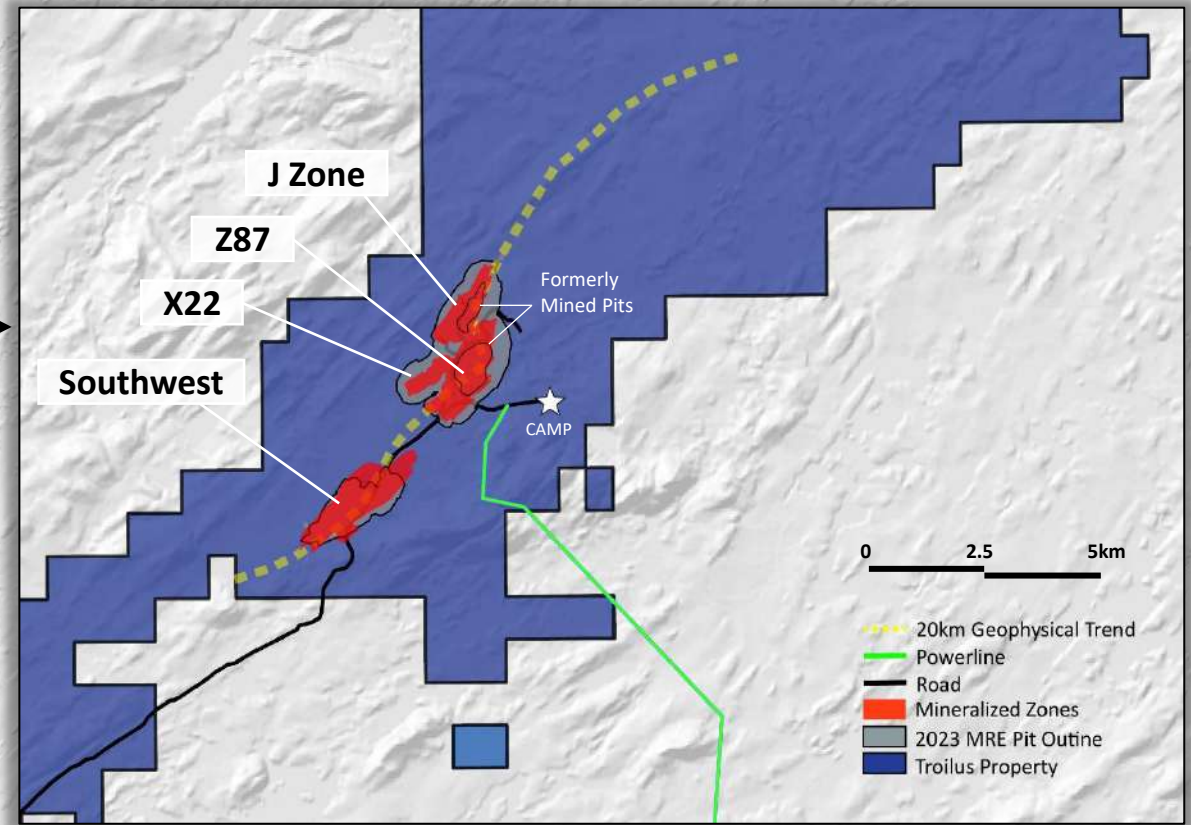 J Zone
Z87
X22
Southwest
Formerly
Mined Pits
CAMP
0 2.5 5km
20km Geophysical Trend
Powerline
Road
Mineralized Zones
2023 MRE Pit Outine
Troilus Property